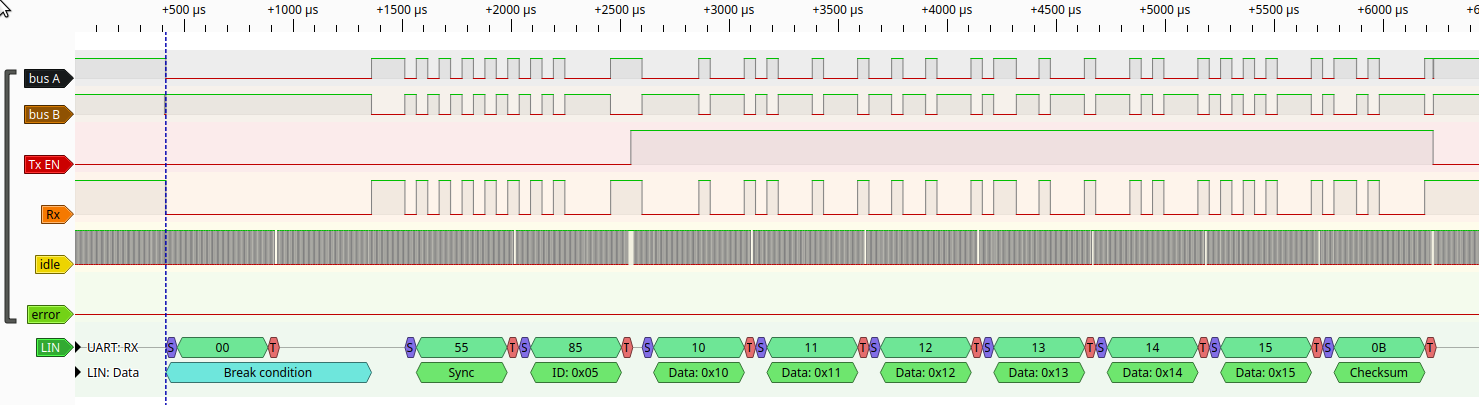 +500 µs +1000 µs +1500 µs +2000 µs +2500 µs +3000 µs +3500 µs +4000 µs +4500 µs +5000 µs +5500 µs +6000 µs +6
bus A
bus B
Tx EN
Rx
idle
error
LIN UART: RX S 00 T S 55 T S 85 T S 10 T S 11 T S 12 T S 13 T S 14 T S 15 T S 0B T
LIN: Data Break condition Sync ID: 0x05 Data: 0x10 Data: 0x11 Data: 0x12 Data: 0x13 Data: 0x14 Data: 0x15 Checksum